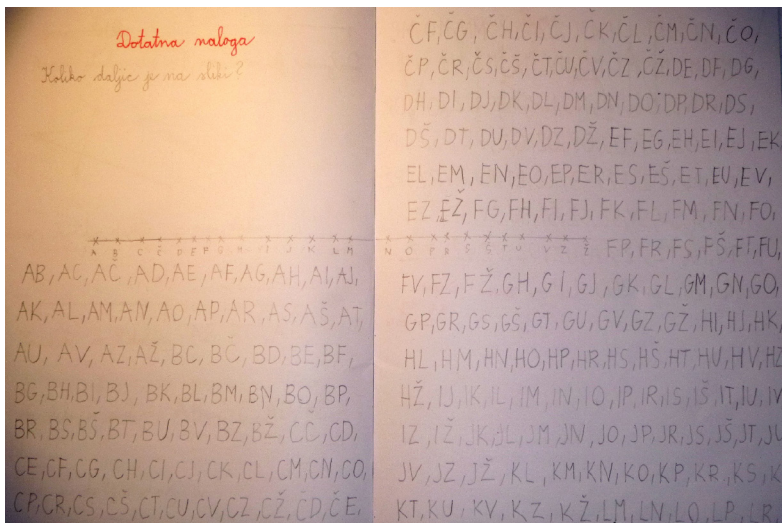 Dotatna naloga
Koliko daljic je na sliki?
A B C Č D E F G H I J K L M N O P R S Š T U V Z Ž
AB, AC, AČ, AD, AE, AF, AG, AH, AI, AJ,
AK, AL, AM, AN, AO, AP, AR, AS, AŠ, AT,
AU, AV, AZ, AŽ, BC, BČ, BD, BE, BF,
BG, BH, BI, BJ, BK, BL, BM, BN, BO, BP,
BR, BS, BŠ, BT, BU, BV, BZ, BŽ, CČ, CD,
CE, CF, CG, CH, CI, CJ, CK, CL, CM, CN, CO,
CP, CR, CS, CŠ, CT, CU, CV, CZ, CŽ, ČD, ČE,
ČF, ČG, ČH, ČI, ČJ, ČK, ČL, ČM, ČN, ČO,
ČP, ČR, ČS, ČŠ, ČT, ČU, ČV, ČZ, ČŽ, DE, DF, DG,
DH, DI, DJ, DK, DL, DM, DN, DO, DP, DR, DS,
DŠ, DT, DU, DV, DZ, DŽ, EF, EG, EH, EI, EJ, EK
EL, EM, EN, EO, EP, ER, ES, EŠ, ET, EU, EV,
EZ, EŽ, FG, FH, FI, FJ, FK, FL, FM, FN, FO,
FP, FR, FS, FŠ, FT, FU,
FV, FZ, FŽ, GH, GI, GJ, GK, GL, GM, GN, GO,
GP, GR, GS, GŠ, GT, GU, GV, GZ, GŽ, HI, HJ, HK,
HL, HM, HN, HO, HP, HR, HS, HŠ, HT, HU, HV, HZ
HŽ, IJ, IK, IL, IM, IN, IO, IP, IR, IS, IŠ, IT, IU, IV
IZ, IŽ, JK, JL, JM, JN, JO, JP, JR, JS, JŠ, JT, JU
JV, JZ, JŽ, KL, KM, KN, KO, KP, KR, KS, K
KT, KU, KV, KZ, KŽ, LM, LN, LO, LP, LR